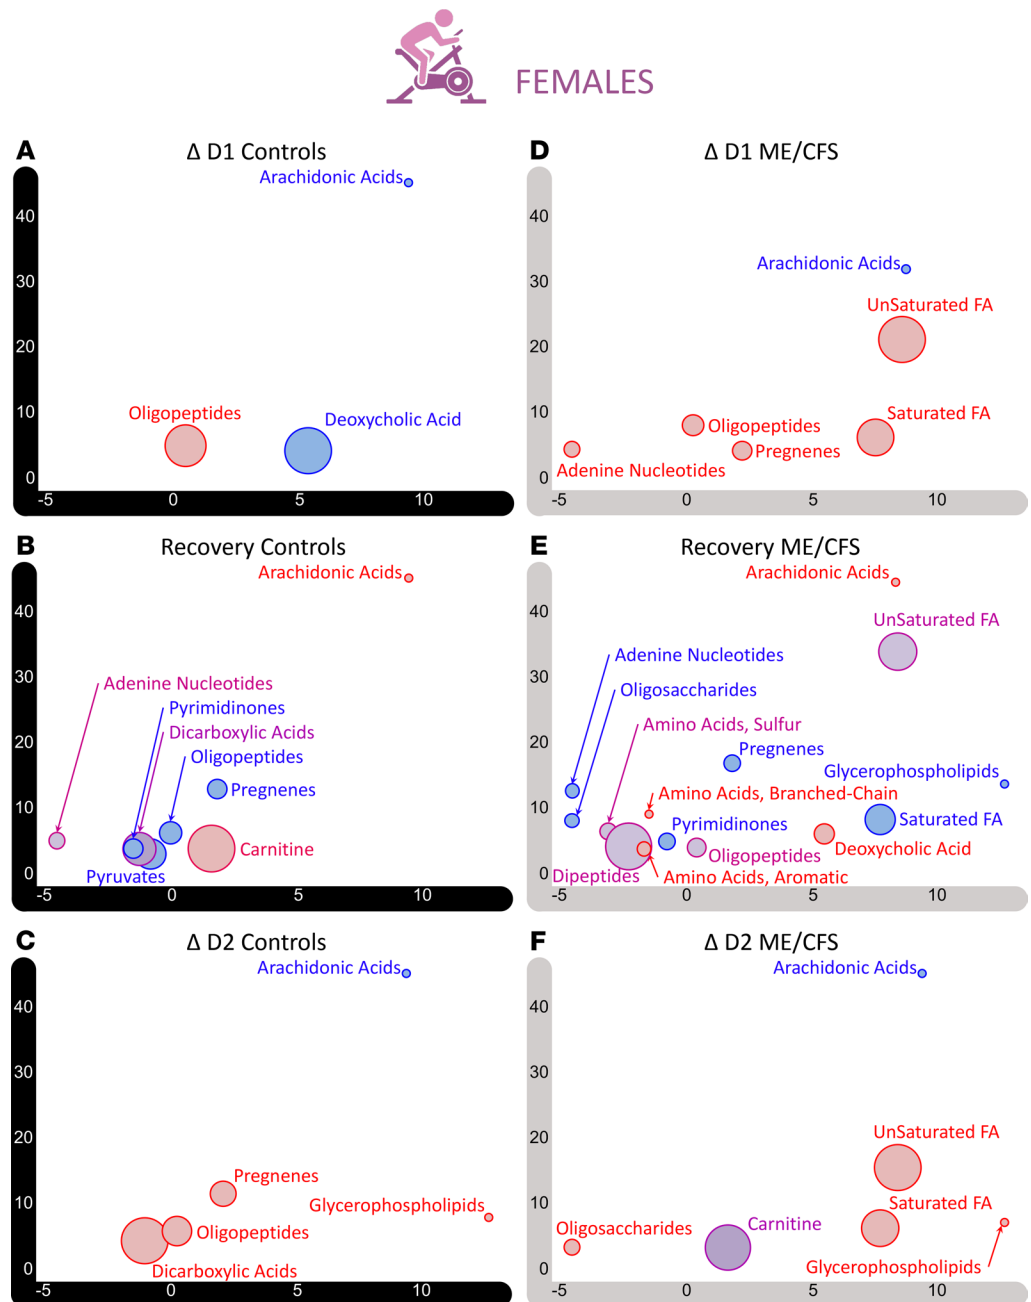 FEMALES
A
Δ D1 Controls
Arachidonic Acids
40
30
20
10
0
Oligopeptides
Deoxycholic Acid
-5 0 5 10
D
Δ D1 ME/CFS
40
30
20
10
0
Arachidonic Acids
UnSaturated FA
Saturated FA
Oligopeptides
Pregnenes
Adenine Nucleotides
-5 0 5 10
B
Recovery Controls
Arachidonic Acids
40
30
20
10
0
Adenine Nucleotides
Pyrimidinones
Dicarboxylic Acids
Oligopeptides
Pregnenes
Carnitine
Pyruvates
-5 0 5 10
E
Recovery ME/CFS
Arachidonic Acids
40
30
20
10
0
UnSaturated FA
Adenine Nucleotides
Oligosaccharides
Amino Acids, Sulfur
Pregnenes
Glycerophospholipids
Amino Acids, Branched-Chain
Pyrimidinones
Saturated FA
Deoxycholic Acid
Oligopeptides
Dipeptides
Amino Acids, Aromatic
-5 0 5 10
C
Δ D2 Controls
Arachidonic Acids
40
30
20
10
0
Pregnenes
Glycerophospholipids
Oligopeptides
Dicarboxylic Acids
-5 0 5 10
F
Δ D2 ME/CFS
Arachidonic Acids
40
30
20
10
0
UnSaturated FA
Saturated FA
Carnitine
Oligosaccharides
Glycerophospholipids
-5 0 5 10